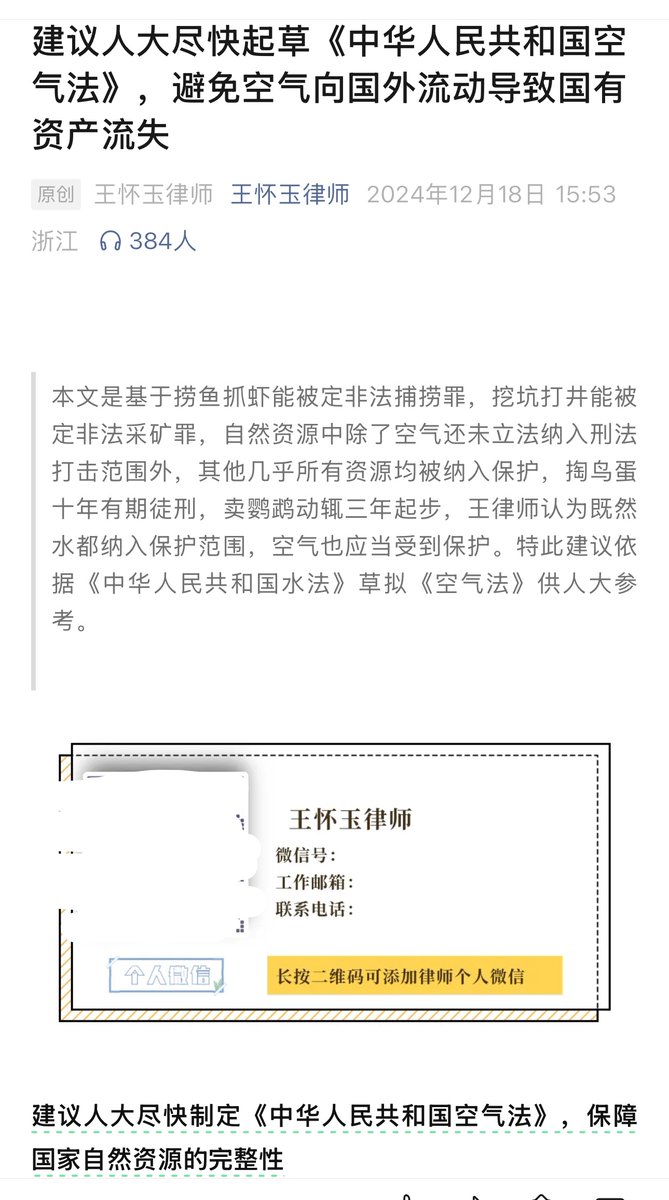 建议人大尽快起草《中华人民共和国空
气法》，避免空气向国外流动导致国有
资产流失
原创 王怀玉律师 王怀玉律师 2024年12月18日 15:53
浙江 384人
本文是基于捞鱼抓虾能被定非法捕捞罪，挖坑打井能被
定非法采矿罪，自然资源中除了空气还未立法纳入刑法
打击范围外，其他几乎所有资源均被纳入保护，掏鸟蛋
十年有期徒刑，卖鹦鹉动辄三年起步，王律师认为既然
水都纳入保护范围，空气也应当受到保护。特此建议依
据《中华人民共和国水法》草拟《空气法》供人大参
考。
王怀玉律师
微信号：
工作邮箱：
联系电话：
个人微信
长按二维码可添加律师个人微信
建议人大尽快制定《中华人民共和国空气法》，保障
国家自然资源的完整性